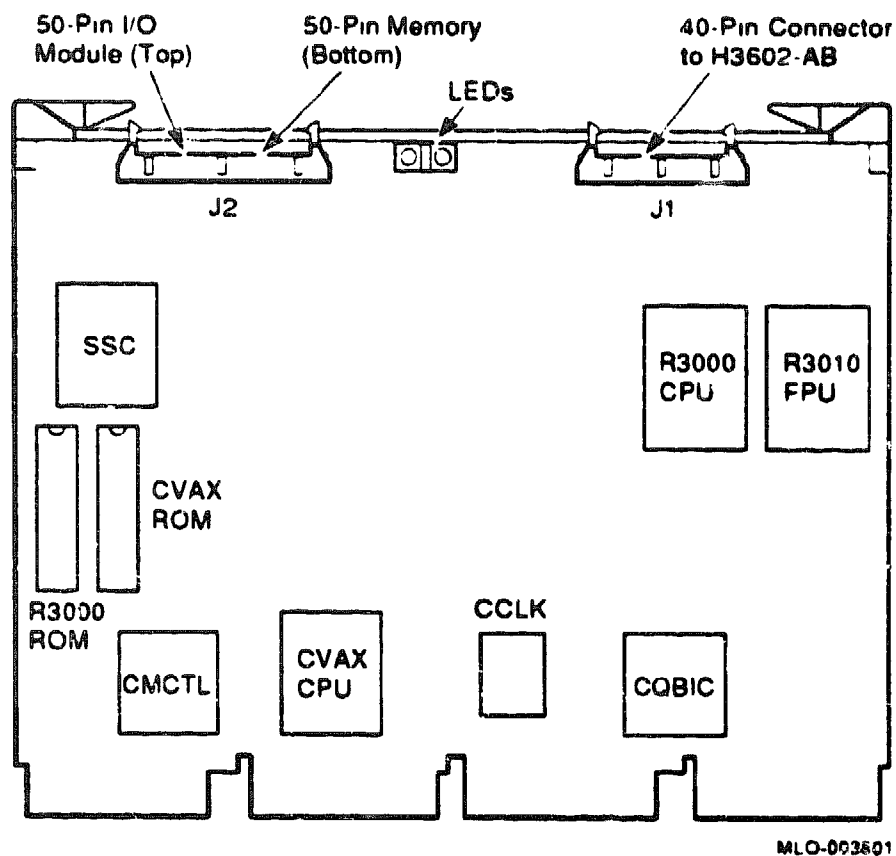 50-Pin I/O
Module (Top)
50-Pin Memory
(Bottom)
LEDs
40-Pin Connector
to H3602-AB
J2
J1
SSC
R3000
CPU
R3010
FPU
CVAX
ROM
R3000
ROM
CMCTL
CVAX
CPU
CCLK
CQBIC
MLO-003601